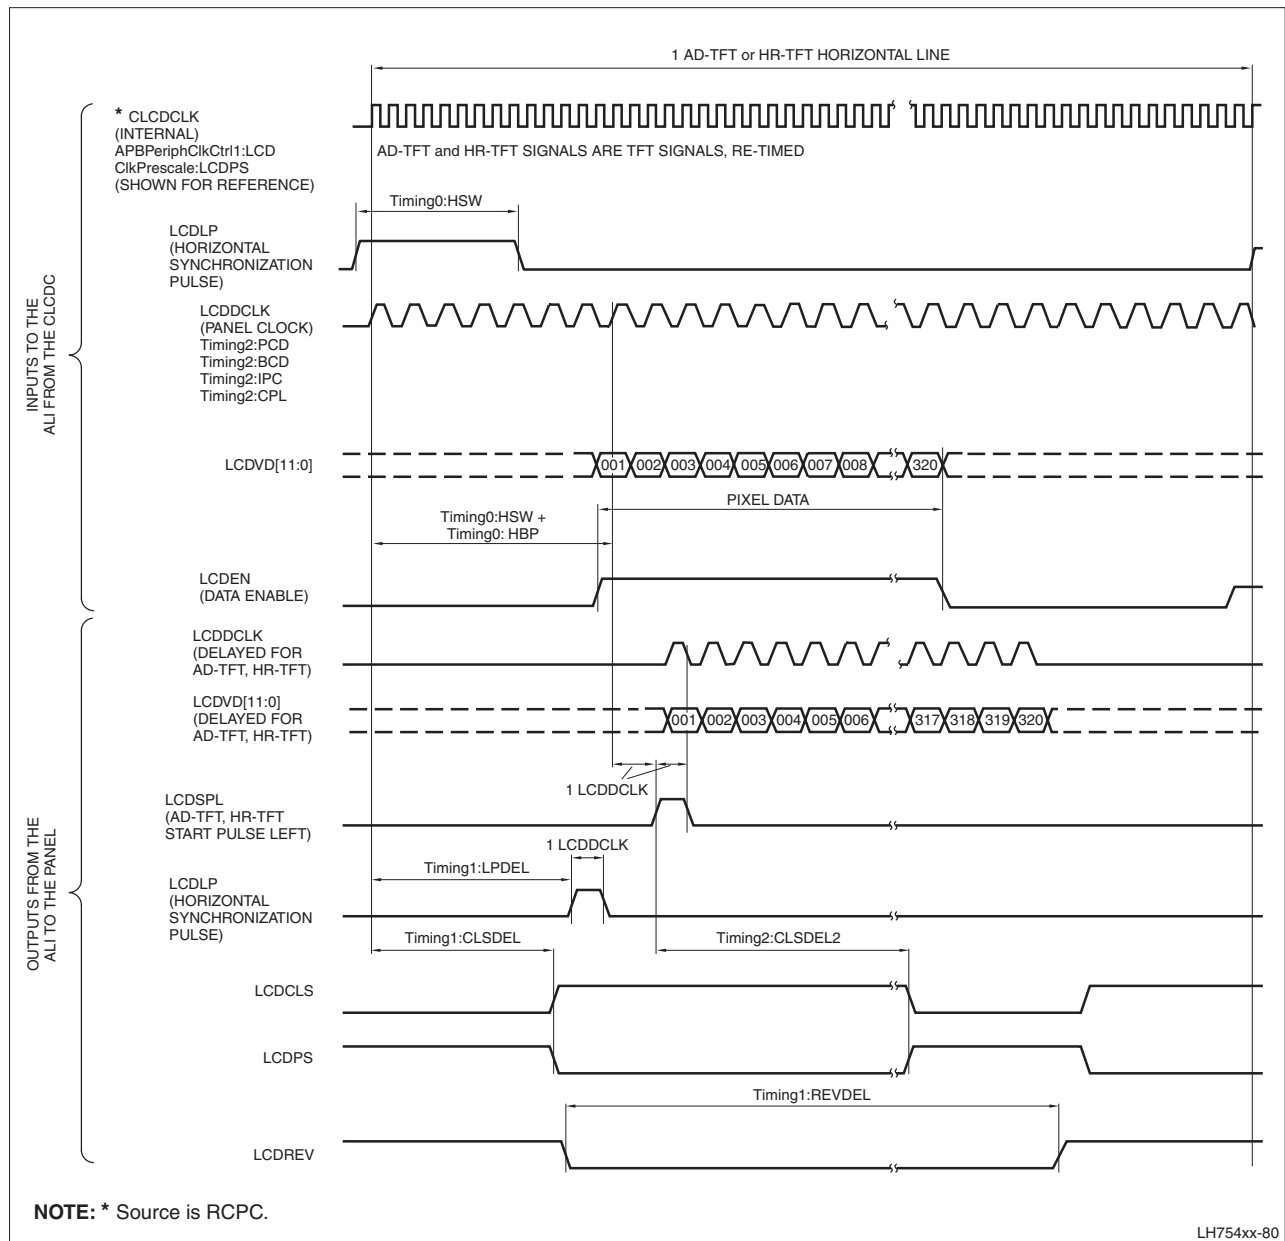 1 AD-TFT or HR-TFT HORIZONTAL LINE
* CLCDCLK
(INTERNAL)
APBPeriphClkCtrl1:LCD
ClkPrescale:LCDPS
(SHOWN FOR REFERENCE)
AD-TFT and HR-TFT SIGNALS ARE TFT SIGNALS, RE-TIMED
Timing0:HSW
LCDLP
(HORIZONTAL
SYNCHRONIZATION
PULSE)
INPUTS TO THE
ALI FROM THE CLCDC
LCDDCLK
(PANEL CLOCK)
Timing2:PCD
Timing2:BCD
Timing2:IPC
Timing2:CPL
LCDVD[11:0]
001 002 003 004 005 006 007 008 320
PIXEL DATA
Timing0:HSW +
Timing0: HBP
LCDEN
(DATA ENABLE)
LCDDCLK
(DELAYED FOR
AD-TFT, HR-TFT)
LCDVD[11:0]
(DELAYED FOR
AD-TFT, HR-TFT)
001 002 003 004 005 006 317 318 319 320
1 LCDDCLK
LCDSPL
(AD-TFT, HR-TFT
START PULSE LEFT)
1 LCDDCLK
Timing1:LPDEL
LCDLP
(HORIZONTAL
SYNCHRONIZATION
PULSE)
OUTPUTS FROM THE
ALI TO THE PANEL
Timing1:CLSDEL
Timing2:CLSDEL2
LCDCLS
LCDPS
Timing1:REVDEL
LCDREV
NOTE: * Source is RCPC.
LH754xx-80